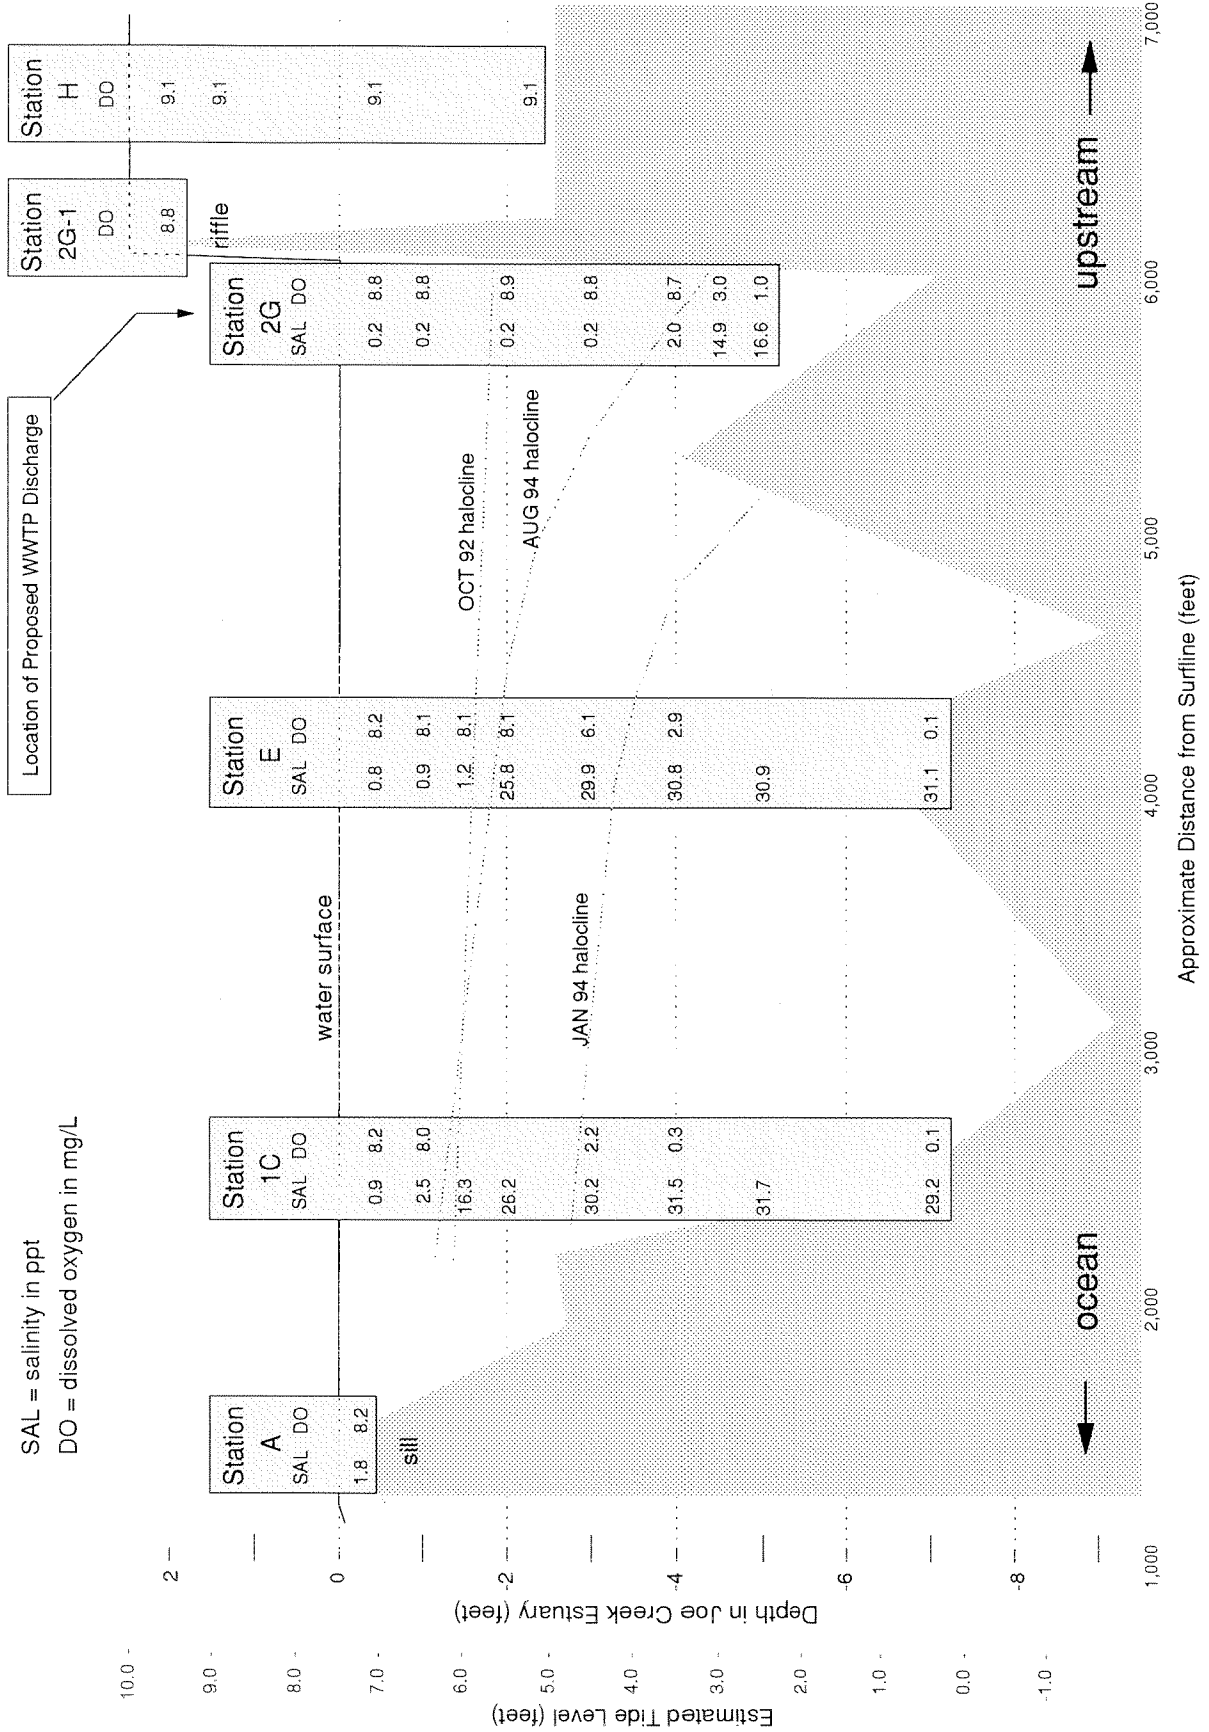 SAL = salinity in ppt
DO = dissolved oxygen in mg/L
Location of Proposed WWTP Discharge
Station
A
SAL DO
1.8 8.2
sill
Station
1C
SAL DO
0.9 8.2
2.5 8.0
16.3
26.2
30.2 2.2
31.5 0.3
31.7
29.2 0.1
Station
E
SAL DO
0.8 8.2
0.9 8.1
1.2 8.1
25.8 8.1
29.9 6.1
30.8 2.9
30.9
31.1 0.1
Station
2G
SAL DO
0.2 8.8
0.2 8.8
0.2 8.9
0.2 8.8
2.0 8.7
14.9 3.0
16.6 1.0
Station
2G-1
DO
8.8
riffle
Station
H
DO
9.1
9.1
9.1
9.1
water surface
OCT 92 halocline
AUG 94 halocline
JAN 94 halocline
ocean
upstream
Estimated Tide Level (feet)
10.0
9.0
8.0
7.0
6.0
5.0
4.0
3.0
2.0
1.0
0.0
-1.0
Depth in Joe Creek Estuary (feet)
2
0
-2
-4
-6
-8
1,000
2,000
3,000
4,000
5,000
6,000
7,000
Approximate Distance from Surfline (feet)